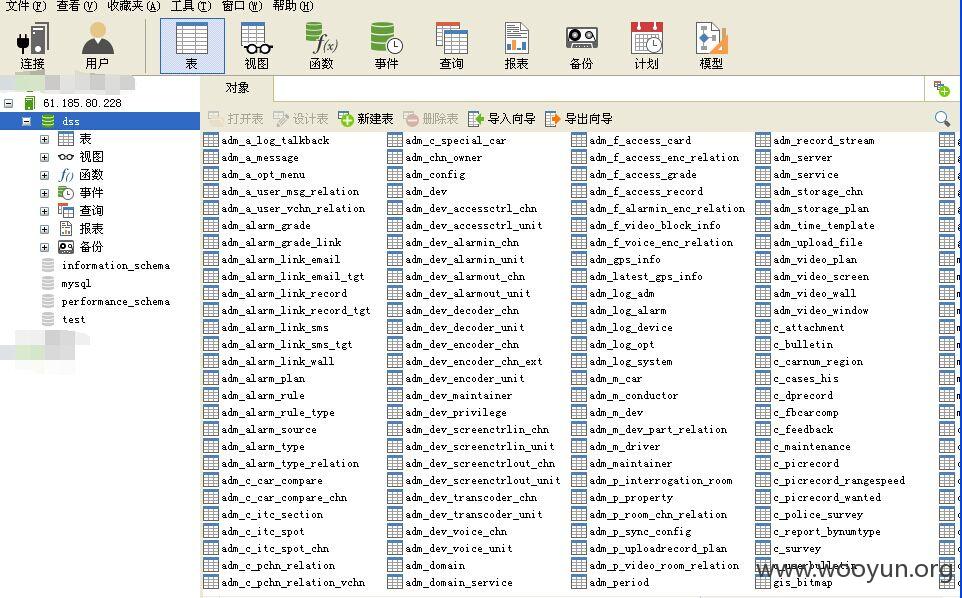 文件(F) 查看(V) 收藏夹(A) 工具(T) 窗口(W) 帮助(H)
连接 用户 表 视图 函数 事件 查询 报表 备份 计划 模型
对象
打开表 设计表 新建表 删除表 导入向导 导出向导
61.185.80.228
dss
表
视图
函数
事件
查询
报表
备份
information_schema
mysql
performance_schema
test
adm_a_log_talkback
adm_a_message
adm_a_opt_menu
adm_a_user_msg_relation
adm_a_user_vchn_relation
adm_alarm_grade
adm_alarm_grade_link
adm_alarm_link_email
adm_alarm_link_email_tgt
adm_alarm_link_record
adm_alarm_link_record_tgt
adm_alarm_link_sms
adm_alarm_link_sms_tgt
adm_alarm_link_wall
adm_alarm_plan
adm_alarm_rule
adm_alarm_rule_type
adm_alarm_source
adm_alarm_type
adm_alarm_type_relation
adm_c_car_compare
adm_c_car_compare_chn
adm_c_itc_section
adm_c_itc_spot
adm_c_itc_spot_chn
adm_c_pchn_relation
adm_c_pchn_relation_vchn
adm_c_special_car
adm_chn_owner
adm_config
adm_dev
adm_dev_accessctrl_chn
adm_dev_accessctrl_unit
adm_dev_alarmin_chn
adm_dev_alarmin_unit
adm_dev_alarmout_chn
adm_dev_alarmout_unit
adm_dev_decoder_chn
adm_dev_decoder_unit
adm_dev_encoder_chn
adm_dev_encoder_chn_ext
adm_dev_encoder_unit
adm_dev_maintainer
adm_dev_privilege
adm_dev_screenctrlin_chn
adm_dev_screenctrlin_unit
adm_dev_screenctrlout_chn
adm_dev_screenctrlout_unit
adm_dev_transcoder_chn
adm_dev_transcoder_unit
adm_dev_voice_chn
adm_dev_voice_unit
adm_domain
adm_domain_service
adm_f_access_card
adm_f_access_enc_relation
adm_f_access_grade
adm_f_access_record
adm_f_alarmin_enc_relation
adm_f_video_block_info
adm_f_voice_enc_relation
adm_gps_info
adm_latest_gps_info
adm_log_adm
adm_log_alarm
adm_log_device
adm_log_opt
adm_log_system
adm_m_car
adm_m_conductor
adm_m_dev
adm_m_dev_part_relation
adm_m_driver
adm_maintainer
adm_p_interrogation_room
adm_p_property
adm_p_room_chn_relation
adm_p_sync_config
adm_p_uploadrecord_plan
adm_p_video_room_relation
adm_period
adm_record_stream
adm_server
adm_service
adm_storage_chn
adm_storage_plan
adm_time_template
adm_upload_file
adm_video_plan
adm_video_screen
adm_video_wall
adm_video_window
c_attachment
c_bulletin
c_carnum_region
c_cases_his
c_dprecord
c_fbcarcomp
c_feedback
c_maintenance
c_picrecord
c_picrecord_rangespeed
c_picrecord_wanted
c_police_survey
c_report_bynumtype
c_survey
c_userbulletin
gis_bitmap
www.wooyun.org